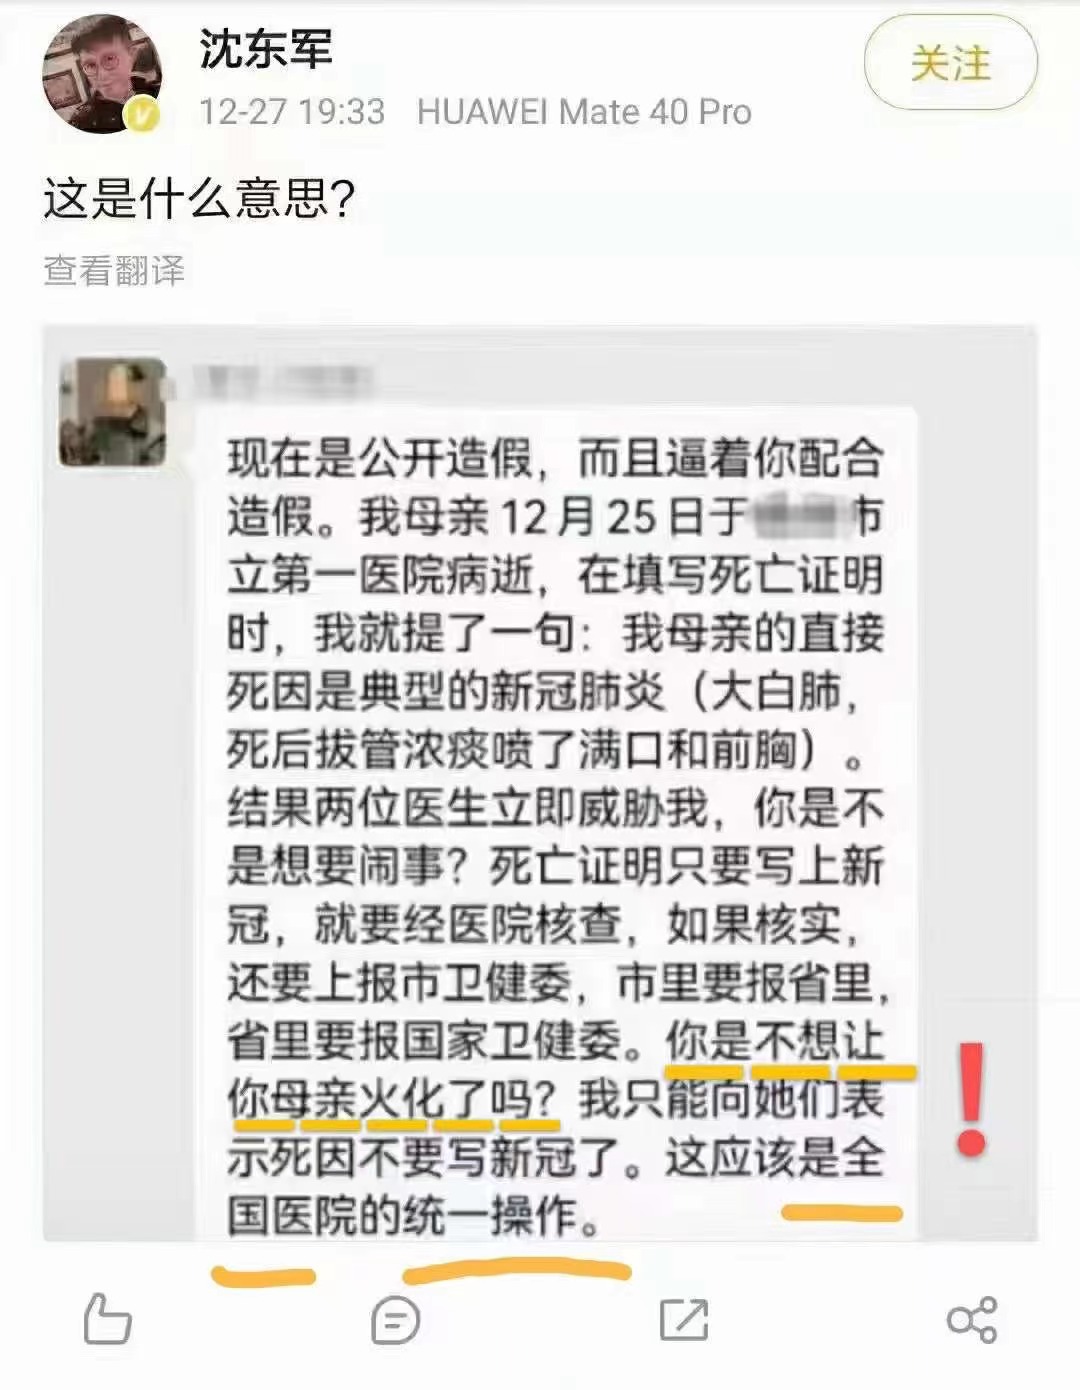 沈东军
关注
12-27 19:33 HUAWEI Mate 40 Pro
这是什么意思?
查看翻译
现在是公开造假，而且逼着你配合
造假。我母亲12月25日于
市
立第一医院病逝，在填写死亡证明
时，我就提了一句：我母亲的直接
死因是典型的新冠肺炎（大白肺，
死后拔管浓痰喷了满口和前胸）。
结果两位医生立即威胁我，你是不
是想要闹事？死亡证明只要写上新
冠，就要经医院核查，如果核实，
还要上报市卫健委，市里要报省里，
省里要报国家卫健委。你是不想让
你母亲火化了吗？我只能向她们表
示死因不要写新冠了。这应该是全
国医院的统一操作。